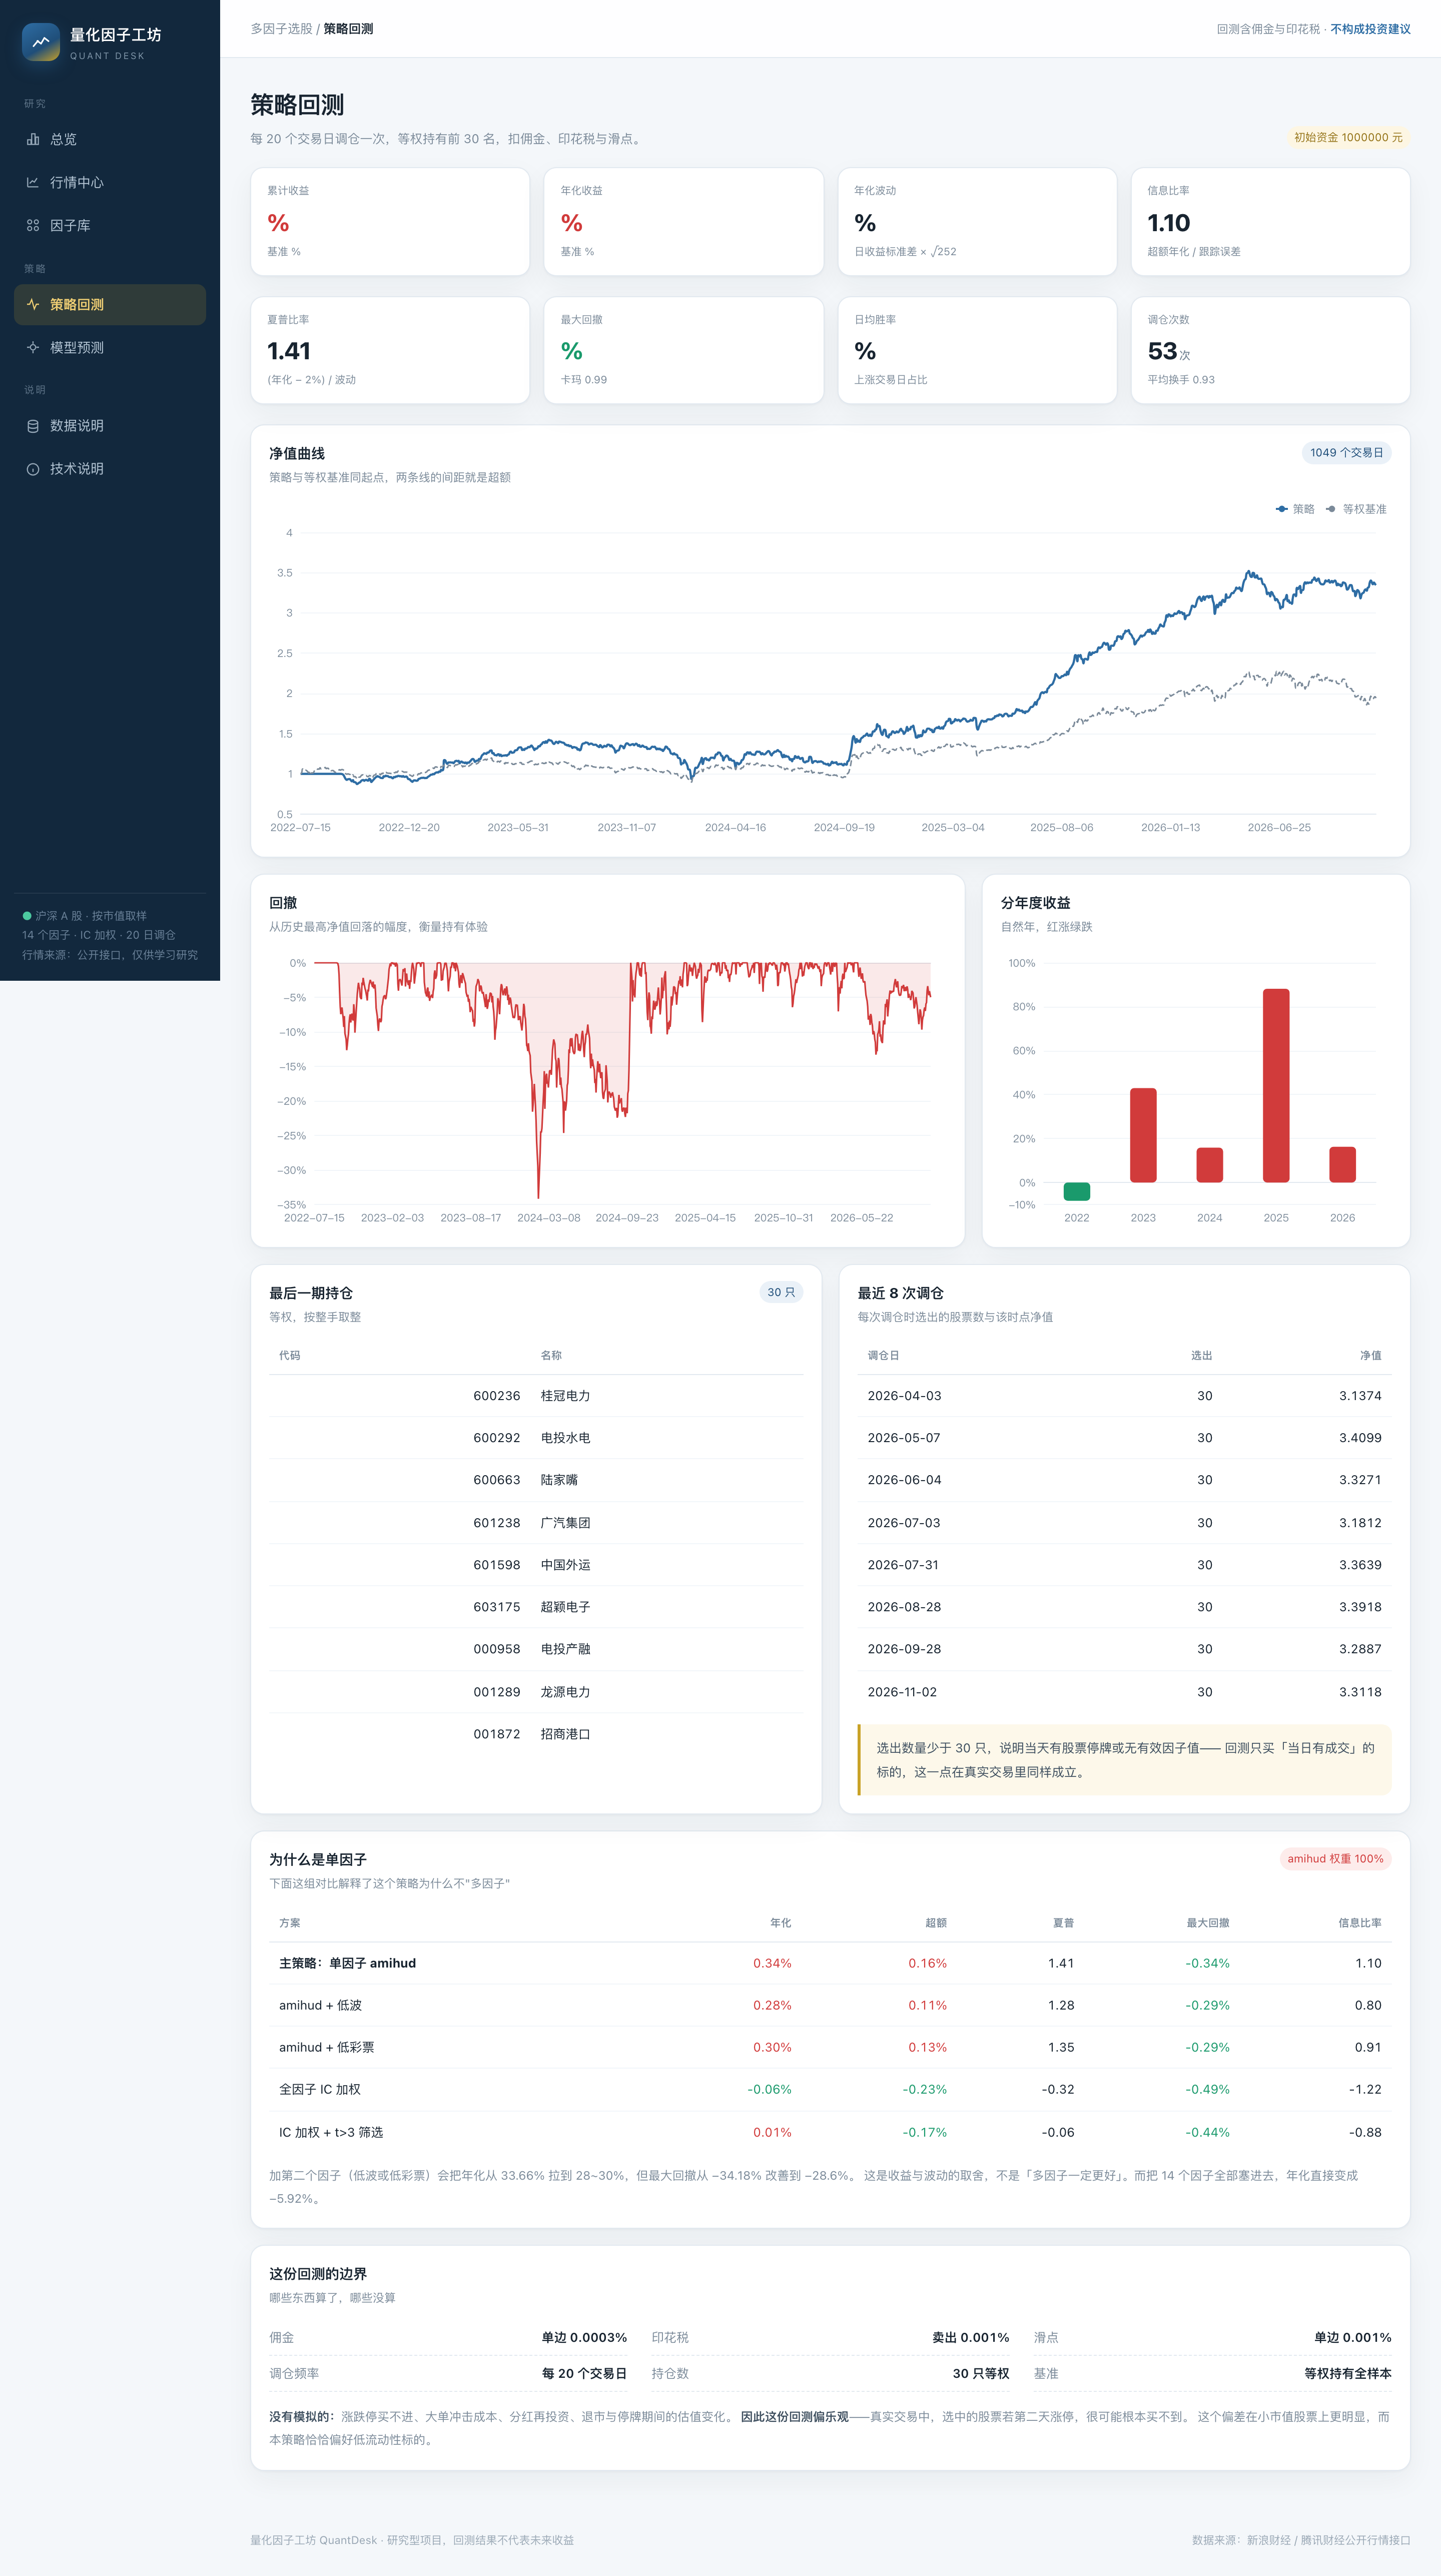 量化因子工坊
QUANT DESK
研究
总览
行情中心
因子库
策略
策略回测
模型预测
说明
数据说明
技术说明
沪深 A 股 · 按市值取样
14 个因子 · IC 加权 · 20 日调仓
行情来源：公开接口，仅供学习研究
多因子选股 / 策略回测
回测含佣金与印花税 · 不构成投资建议
策略回测
每 20 个交易日调仓一次，等权持有前 30 名，扣佣金、印花税与滑点。
初始资金 1000000 元
累计收益
%
基准 %
年化收益
%
基准 %
年化波动
%
日收益标准差 × √252
信息比率
1.10
超额年化 / 跟踪误差
夏普比率
1.41
(年化 − 2%) / 波动
最大回撤
%
卡玛 0.99
日均胜率
%
上涨交易日占比
调仓次数
53 次
平均换手 0.93
净值曲线
1049 个交易日
策略与等权基准同起点，两条线的间距就是超额
策略 等权基准
4
3.5
3
2.5
2
1.5
1
0.5
2022-07-15 2022-12-20 2023-05-31 2023-11-07 2024-04-16 2024-09-19 2025-03-04 2025-08-06 2026-01-13 2026-06-25
回撤
从历史最高净值回落的幅度，衡量持有体验
0%
-5%
-10%
-15%
-20%
-25%
-30%
-35%
2022-07-15 2023-02-03 2023-08-17 2024-03-08 2024-09-23 2025-04-15 2025-10-31 2026-05-22
分年度收益
自然年，红涨绿跌
100%
80%
60%
40%
20%
0%
-10%
2022 2023 2024 2025 2026
最后一期持仓
30 只
等权，按整手取整
代码 名称
600236 桂冠电力
600292 电投水电
600663 陆家嘴
601238 广汽集团
601598 中国外运
603175 超颖电子
000958 电投产融
001289 龙源电力
001872 招商港口
最近 8 次调仓
每次调仓时选出的股票数与该时点净值
调仓日 选出 净值
2026-04-03 30 3.1374
2026-05-07 30 3.4099
2026-06-04 30 3.3271
2026-07-03 30 3.1812
2026-07-31 30 3.3639
2026-08-28 30 3.3918
2026-09-28 30 3.2887
2026-11-02 30 3.3118
选出数量少于 30 只，说明当天有股票停牌或无有效因子值—— 回测只买「当日有成交」的
标的，这一点在真实交易里同样成立。
为什么是单因子
amihud 权重 100%
下面这组对比解释了这个策略为什么不"多因子"
方案 年化 超额 夏普 最大回撤 信息比率
主策略：单因子 amihud 0.34% 0.16% 1.41 -0.34% 1.10
amihud + 低波 0.28% 0.11% 1.28 -0.29% 0.80
amihud + 低彩票 0.30% 0.13% 1.35 -0.29% 0.91
全因子 IC 加权 -0.06% -0.23% -0.32 -0.49% -1.22
IC 加权 + t>3 筛选 0.01% -0.17% -0.06 -0.44% -0.88
加第二个因子（低波或低彩票）会把年化从 33.66% 拉到 28~30%，但最大回撤从 −34.18% 改善到 −28.6%。 这是收益与波动的取舍，不是「多因子一定更好」。而把 14 个因子全部塞进去，年化直接变成
−5.92%。
这份回测的边界
哪些东西算了，哪些没算
佣金 单边 0.0003% 印花税 卖出 0.001% 滑点 单边 0.001%
调仓频率 每 20 个交易日 持仓数 30 只等权 基准 等权持有全样本
没有模拟的：涨跌停买不进、大单冲击成本、分红再投资、退市与停牌期间的估值变化。 因此这份回测偏乐观——真实交易中，选中的股票若第二天涨停，很可能根本买不到。 这个偏差在小市值股票上更明显，而
本策略恰恰偏好低流动性标的。
量化因子工坊 QuantDesk · 研究型项目，回测结果不代表未来收益
数据来源：新浪财经 / 腾讯财经公开行情接口